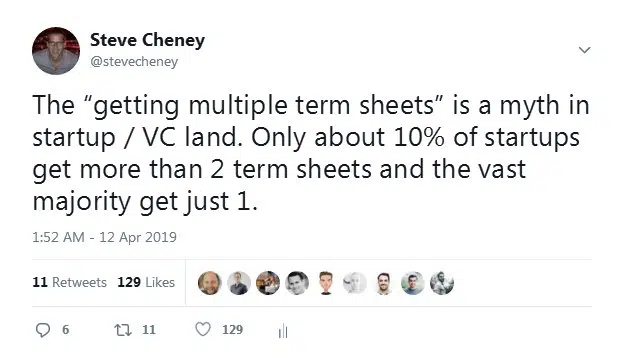 Steve Cheney
@stevecheney
The “getting multiple term sheets” is a myth in
startup / VC land. Only about 10% of startups
get more than 2 term sheets and the vast
majority get just 1.
1:52 AM - 12 Apr 2019
11 Retweets 129 Likes
6 11 129